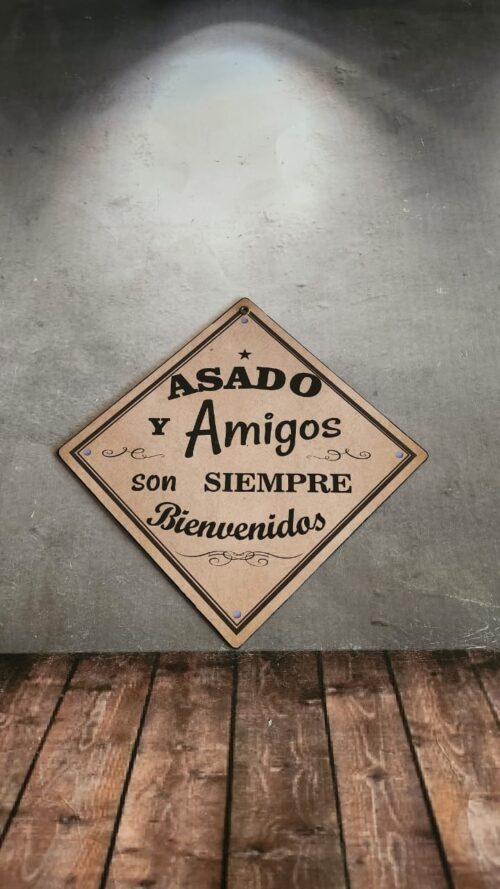 ASADO
Y Amigos
son SIEMPRE
Bienvenidos